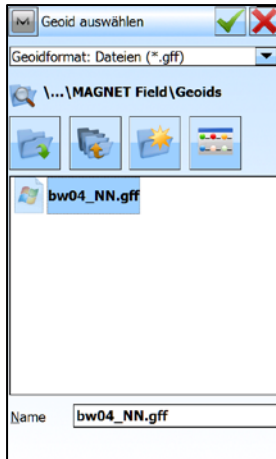 Geoid auswählen
Geoidformat: Dateien (*.gff)
\...\MAGNET Field\Geoids
bw04_NN.gff
Name bw04_NN.gff